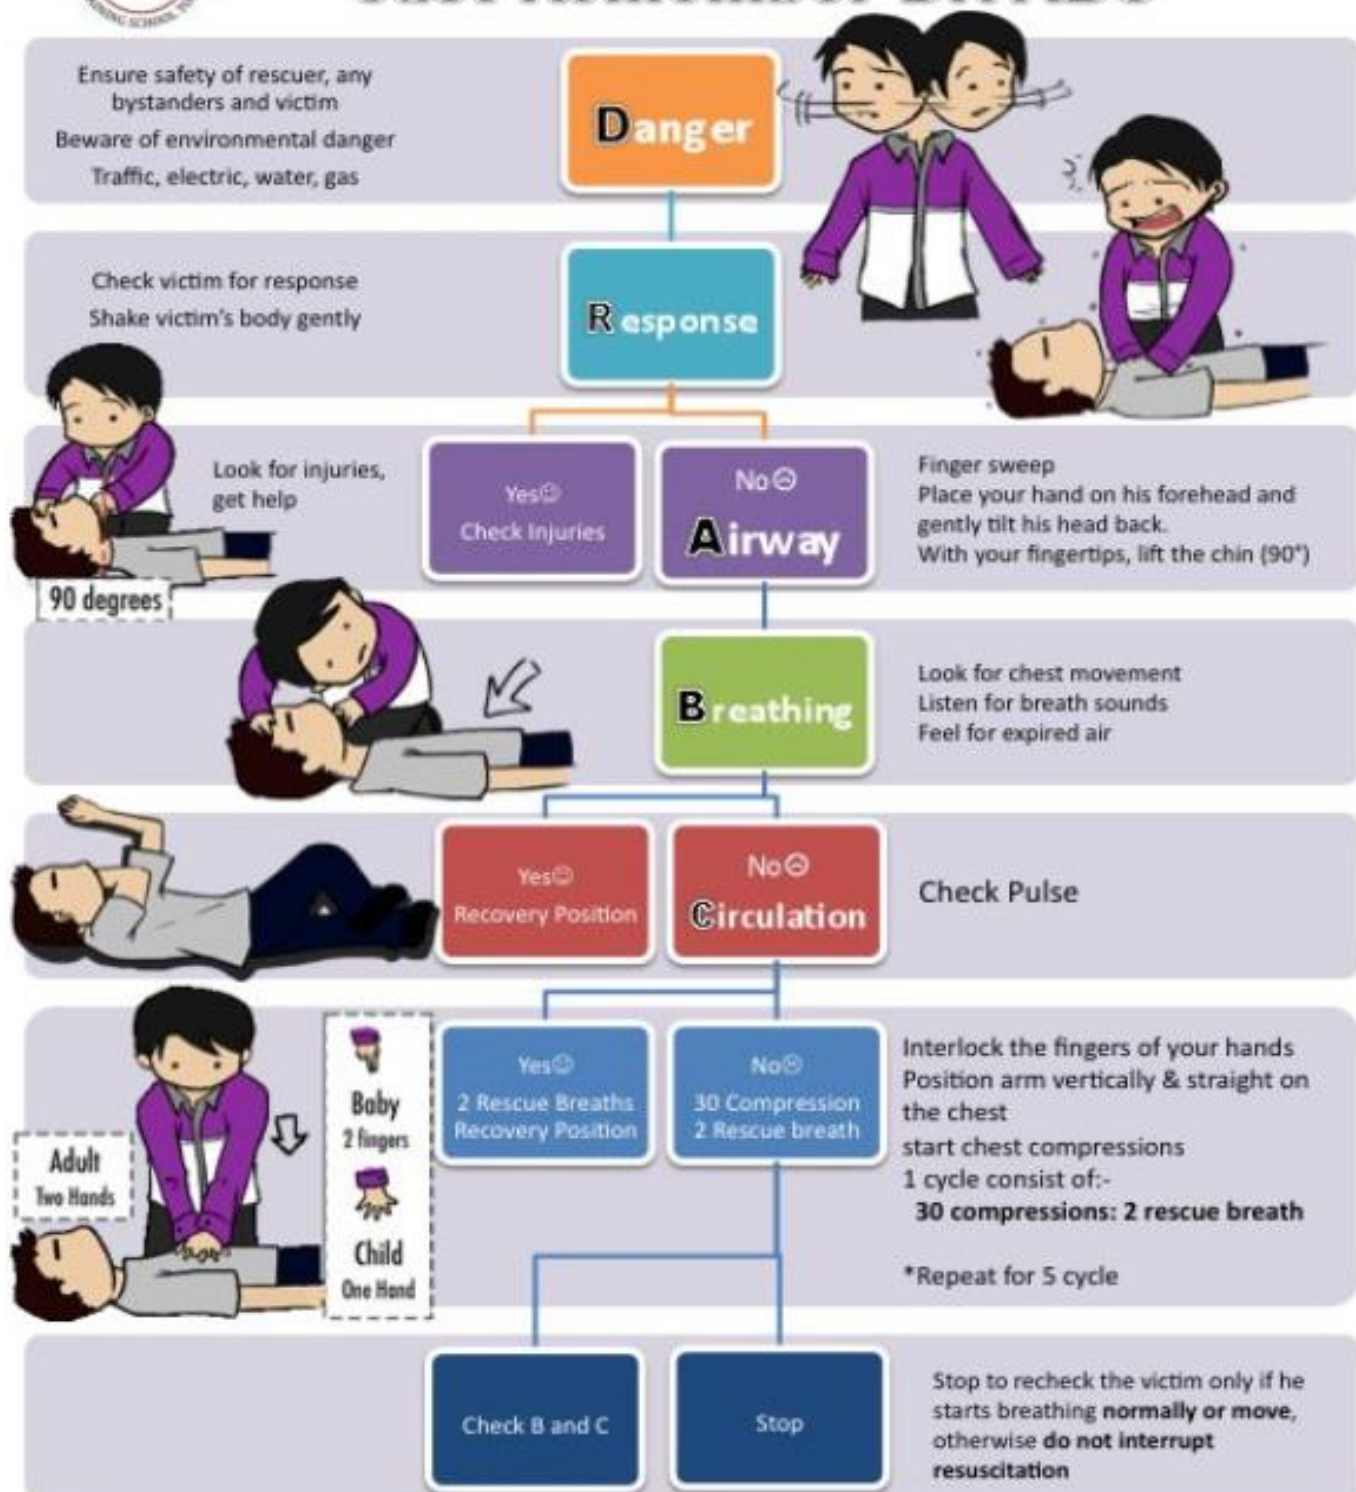 Ensure safety of rescuer, any
bystanders and victim
Beware of environmental danger
Traffic, electric, water, gas
Danger
Check victim for response
Shake victim's body gently
Response
Look for injuries,
get help
90 degrees
Yes☺
Check Injuries
No☹
Airway
Finger sweep
Place your hand on his forehead and
gently tilt his head back.
With your fingertips, lift the chin (90°)
Breathing
Look for chest movement
Listen for breath sounds
Feel for expired air
Yes☺
Recovery Position
No☹
Circulation
Check Pulse
Adult
Two Hands
Baby
2 fingers
Child
One Hand
Yes☺
2 Rescue Breaths
Recovery Position
No☹
30 Compression
2 Rescue breath
Interlock the fingers of your hands
Position arm vertically & straight on
the chest
start chest compressions
1 cycle consist of:-
30 compressions: 2 rescue breath
*Repeat for 5 cycle
Check B and C
Stop
Stop to recheck the victim only if he
starts breathing normally or move,
otherwise do not interrupt
resuscitation